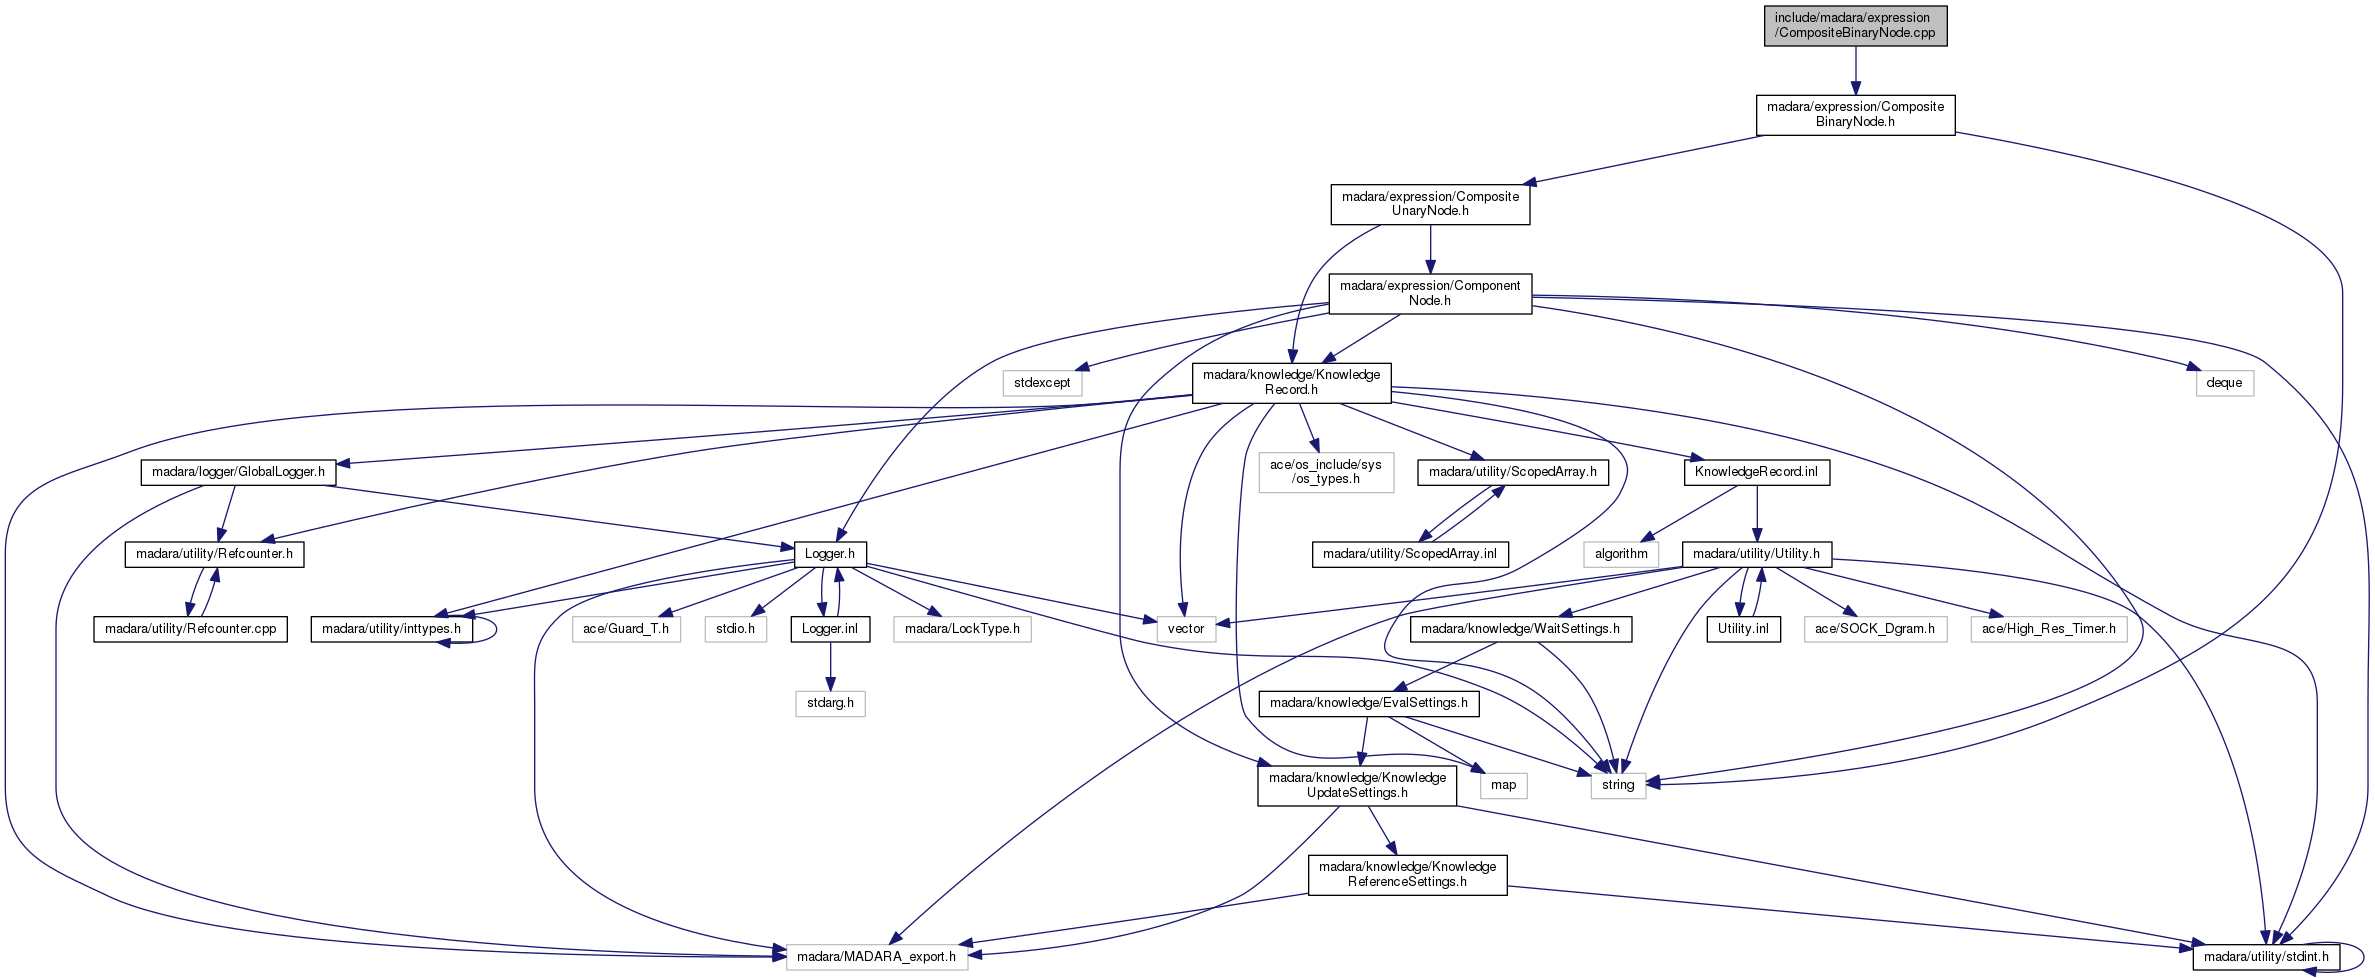 include/madara/expression
/CompositeBinaryNode.cpp
madara/expression/Composite
BinaryNode.h
madara/expression/Composite
UnaryNode.h
madara/expression/Component
Node.h
stdexcept
madara/knowledge/Knowledge
Record.h
deque
madara/logger/GlobalLogger.h
ace/os_include/sys
/os_types.h
madara/utility/ScopedArray.h
KnowledgeRecord.inl
madara/utility/Refcounter.h
Logger.h
madara/utility/ScopedArray.inl
algorithm
madara/utility/Utility.h
madara/utility/Refcounter.cpp
madara/utility/inttypes.h
ace/Guard_T.h
stdio.h
Logger.inl
madara/LockType.h
vector
madara/knowledge/WaitSettings.h
Utility.inl
ace/SOCK_Dgram.h
ace/High_Res_Timer.h
stdarg.h
madara/knowledge/EvalSettings.h
madara/knowledge/Knowledge
UpdateSettings.h
map
string
madara/knowledge/Knowledge
ReferenceSettings.h
madara/MADARA_export.h
madara/utility/stdint.h